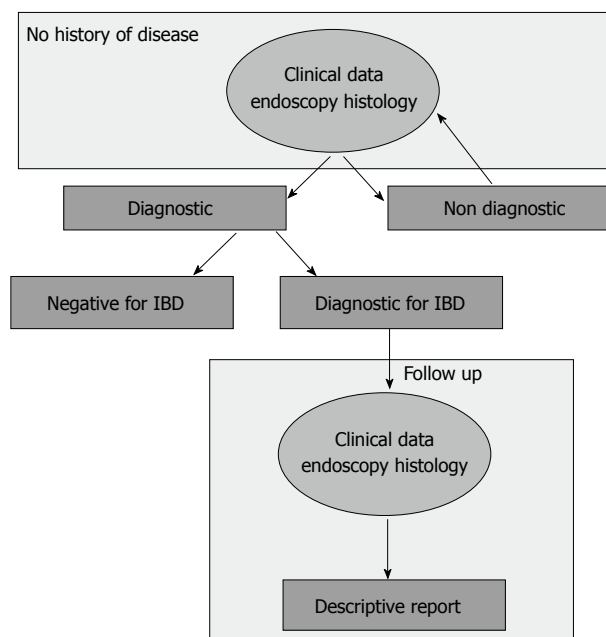 No history of disease
Clinical data
endoscopy histology
Diagnostic
Non diagnostic
Negative for IBD
Diagnostic for IBD
Follow up
Clinical data
endoscopy histology
Descriptive report